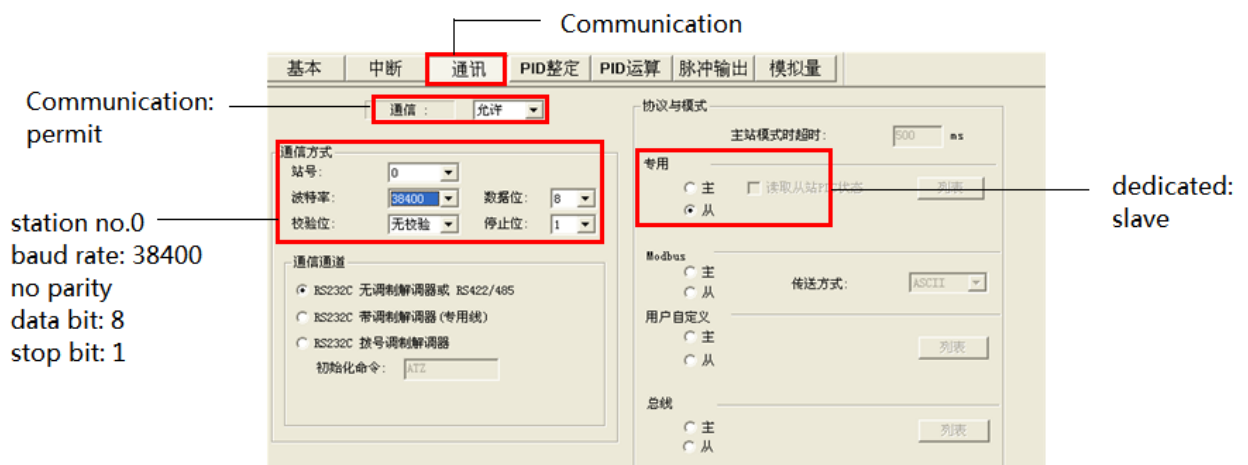 Communication
基本 中断 通讯 PID整定 PID运算 脉冲输出 模拟量
Communication:
permit
通信 : 允许
协议与模式
主站模式时超时: 500 ms
通信方式
站号: 0
波特率: 38400 数据位: 8
校验位: 无校验 停止位: 1
station no.0
baud rate: 38400
no parity
data bit: 8
stop bit: 1
专用
主 读取从站PLC状态 列表
从
dedicated:
slave
通信通道
RS232C 无调制解调器或 RS422/485
RS232C 带调制解调器(专用线)
RS232C 拨号调制解调器
初始化命令: ATZ
Modbus
主
从
传送方式: ASCII
用户自定义
主
从
列表
总线
主
从
列表